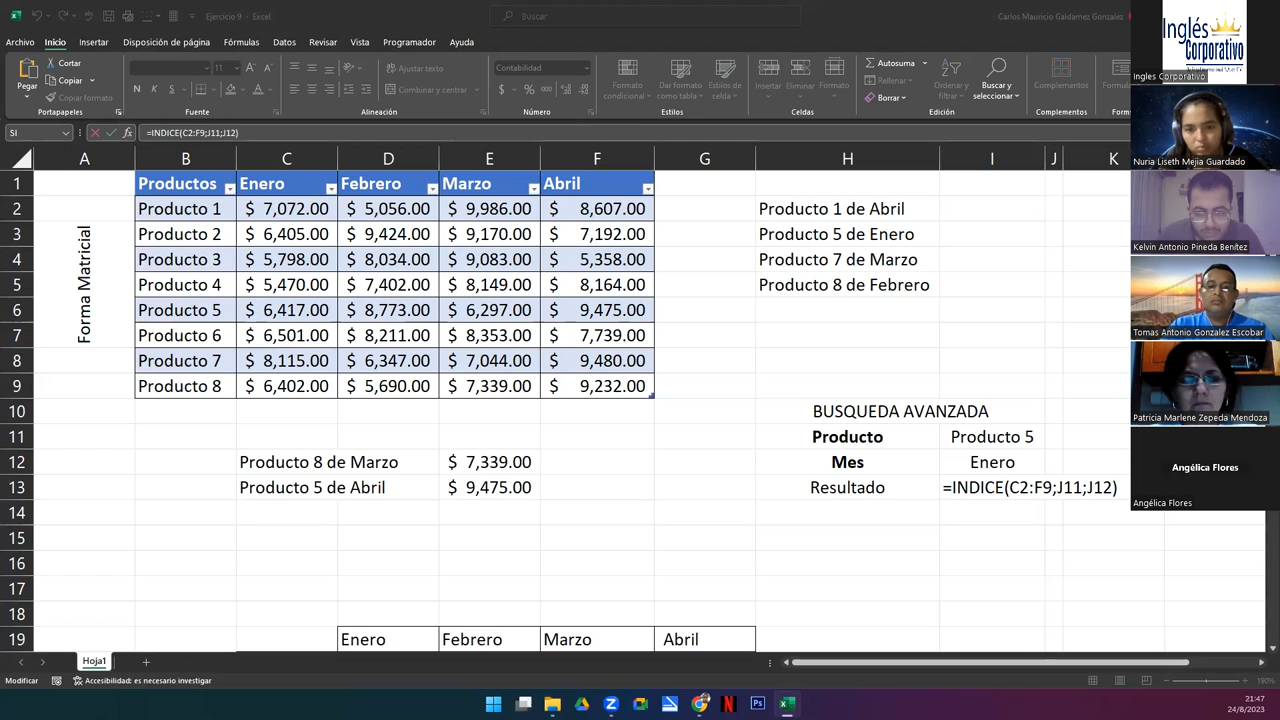 Ejercicio 9 - Excel
Buscar
Carlos Mauricio Galdamez Gonzalez
Archivo Inicio Insertar Disposición de página Fórmulas Datos Revisar Vista Programador Ayuda
Pegar
Cortar
Copiar
Copiar formato
Portapapeles
11
N K S
Fuente
Ajustar texto
Combinar y centrar
Alineación
Contabilidad
Número
Formato condicional
Dar formato como tabla
Estilos de celda
Estilos
Insertar Eliminar Formato
Celdas
Autosuma
Rellenar
Borrar
Ordenar y filtrar
Buscar y seleccionar
Edición
Complementos
Complementos
SI =INDICE(C2:F9;J11;J12)
A B C D E F G H I J K
1 Productos Enero Febrero Marzo Abril
2 Producto 1 $ 7,072.00 $ 5,056.00 $ 9,986.00 $ 8,607.00 Producto 1 de Abril
3 Producto 2 $ 6,405.00 $ 9,424.00 $ 9,170.00 $ 7,192.00 Producto 5 de Enero
4 Producto 3 $ 5,798.00 $ 8,034.00 $ 9,083.00 $ 5,358.00 Producto 7 de Marzo
5 Producto 4 $ 5,470.00 $ 7,402.00 $ 8,149.00 $ 8,164.00 Producto 8 de Febrero
6 Producto 5 $ 6,417.00 $ 8,773.00 $ 6,297.00 $ 9,475.00
7 Producto 6 $ 6,501.00 $ 8,211.00 $ 8,353.00 $ 7,739.00
8 Producto 7 $ 8,115.00 $ 6,347.00 $ 7,044.00 $ 9,480.00
9 Producto 8 $ 6,402.00 $ 5,690.00 $ 7,339.00 $ 9,232.00
Forma Matricial
10 BUSQUEDA AVANZADA
11 Producto Producto 5
12 Producto 8 de Marzo $ 7,339.00 Mes Enero
13 Producto 5 de Abril $ 9,475.00 Resultado =INDICE(C2:F9;J11;J12)
14
15
16
17
18
19 Enero Febrero Marzo Abril
Hoja1
Modificar Accesibilidad: es necesario investigar
190%
21:47
24/8/2023
Inglés
Corporativo
Ingles Corporativo
Nuria Liseth Mejia Guardado
Kelvin Antonio Pineda Benítez
Tomas Antonio Gonzalez Escobar
Patricia Marlene Zepeda Mendoza
Angélica Flores
Angélica Flores